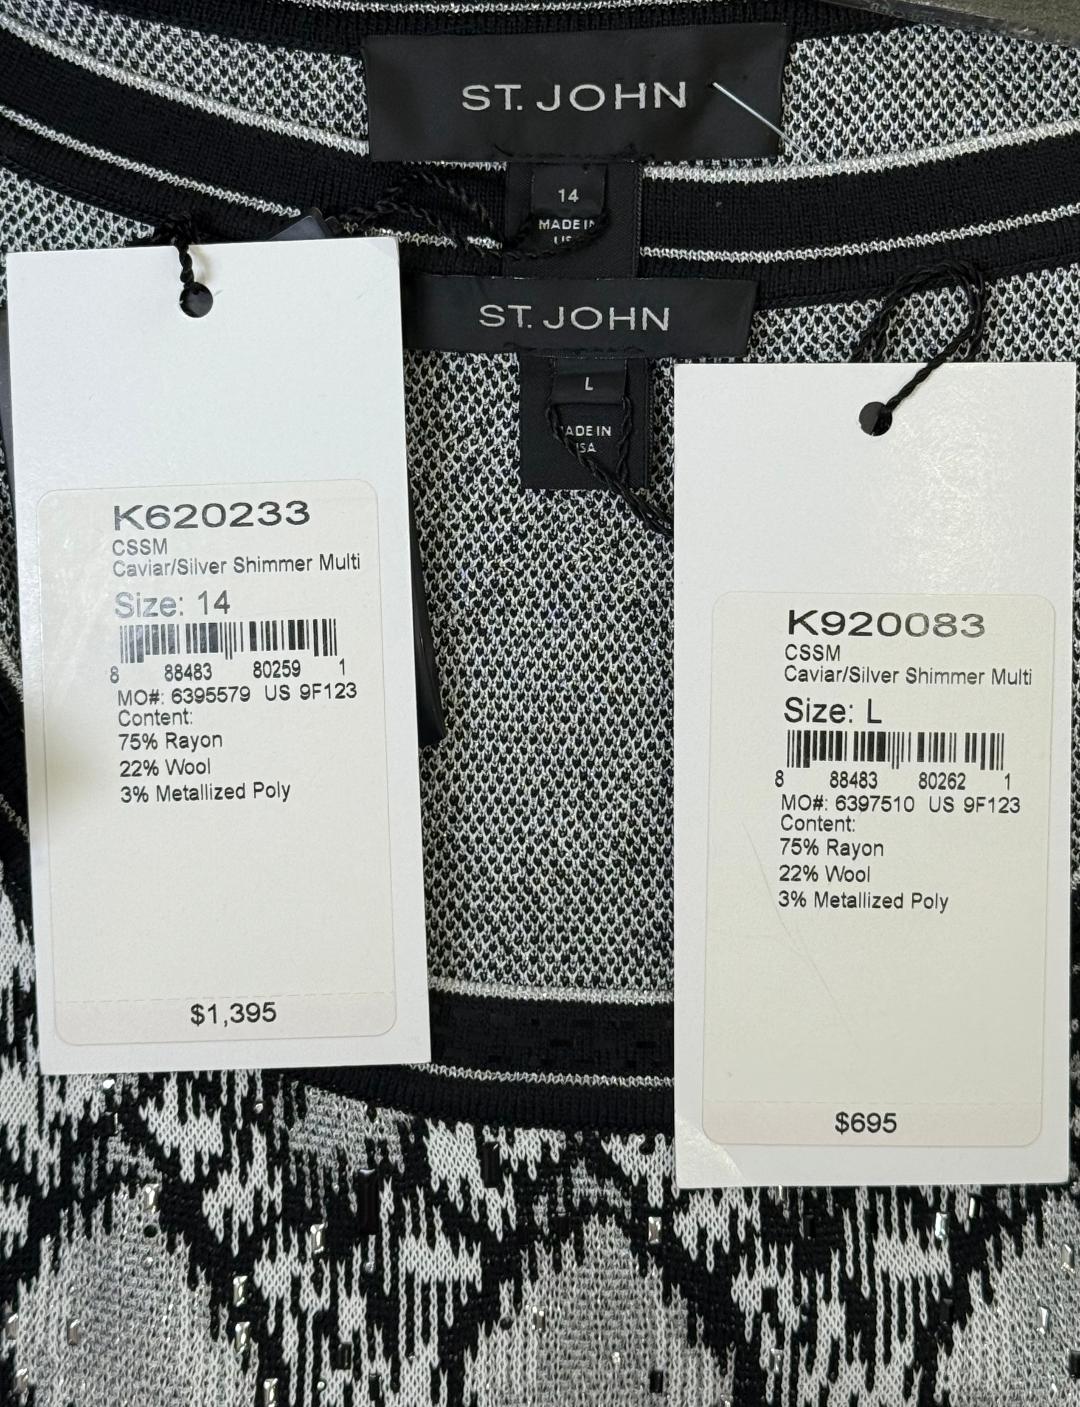 ST. JOHN
14
MADE IN
US
ST. JOHN
L
MADE IN
USA
K620233
CSSM
Caviar/Silver Shimmer Multi
Size: 14
8 88483 80259 1
MO#: 6395579 US 9F123
Content:
75% Rayon
22% Wool
3% Metallized Poly
$1,395
K920083
CSSM
Caviar/Silver Shimmer Multi
Size: L
8 88483 80262 1
MO#: 6397510 US 9F123
Content:
75% Rayon
22% Wool
3% Metallized Poly
$695